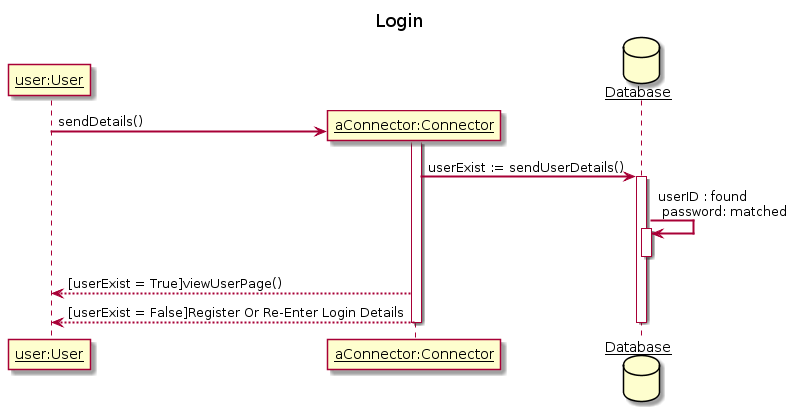 Login
user:User
Database
sendDetails()
aConnector:Connector
userExist := sendUserDetails()
userID : found
password: matched
[userExist = True]viewUserPage()
[userExist = False]Register Or Re-Enter Login Details
user:User
aConnector:Connector
Database